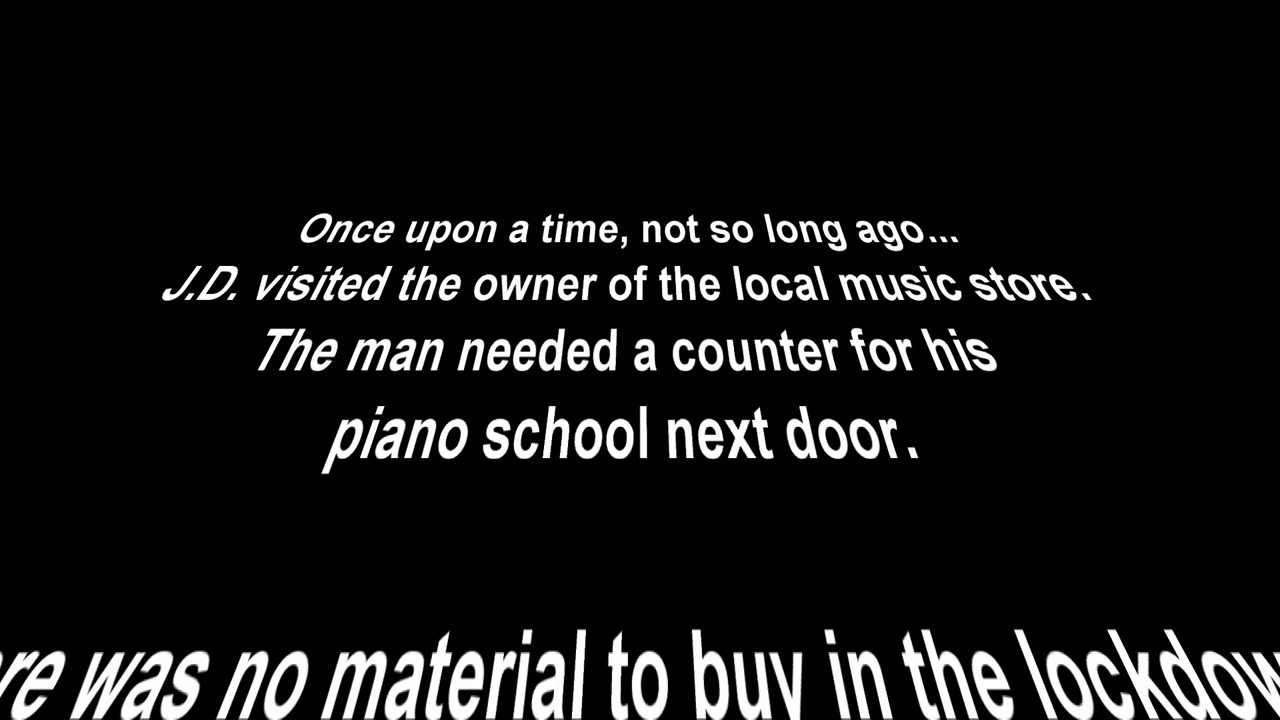 Once upon a time, not so long ago...
J.D. visited the owner of the local music store.
The man needed a counter for his
piano school next door.
was no material to buy in the